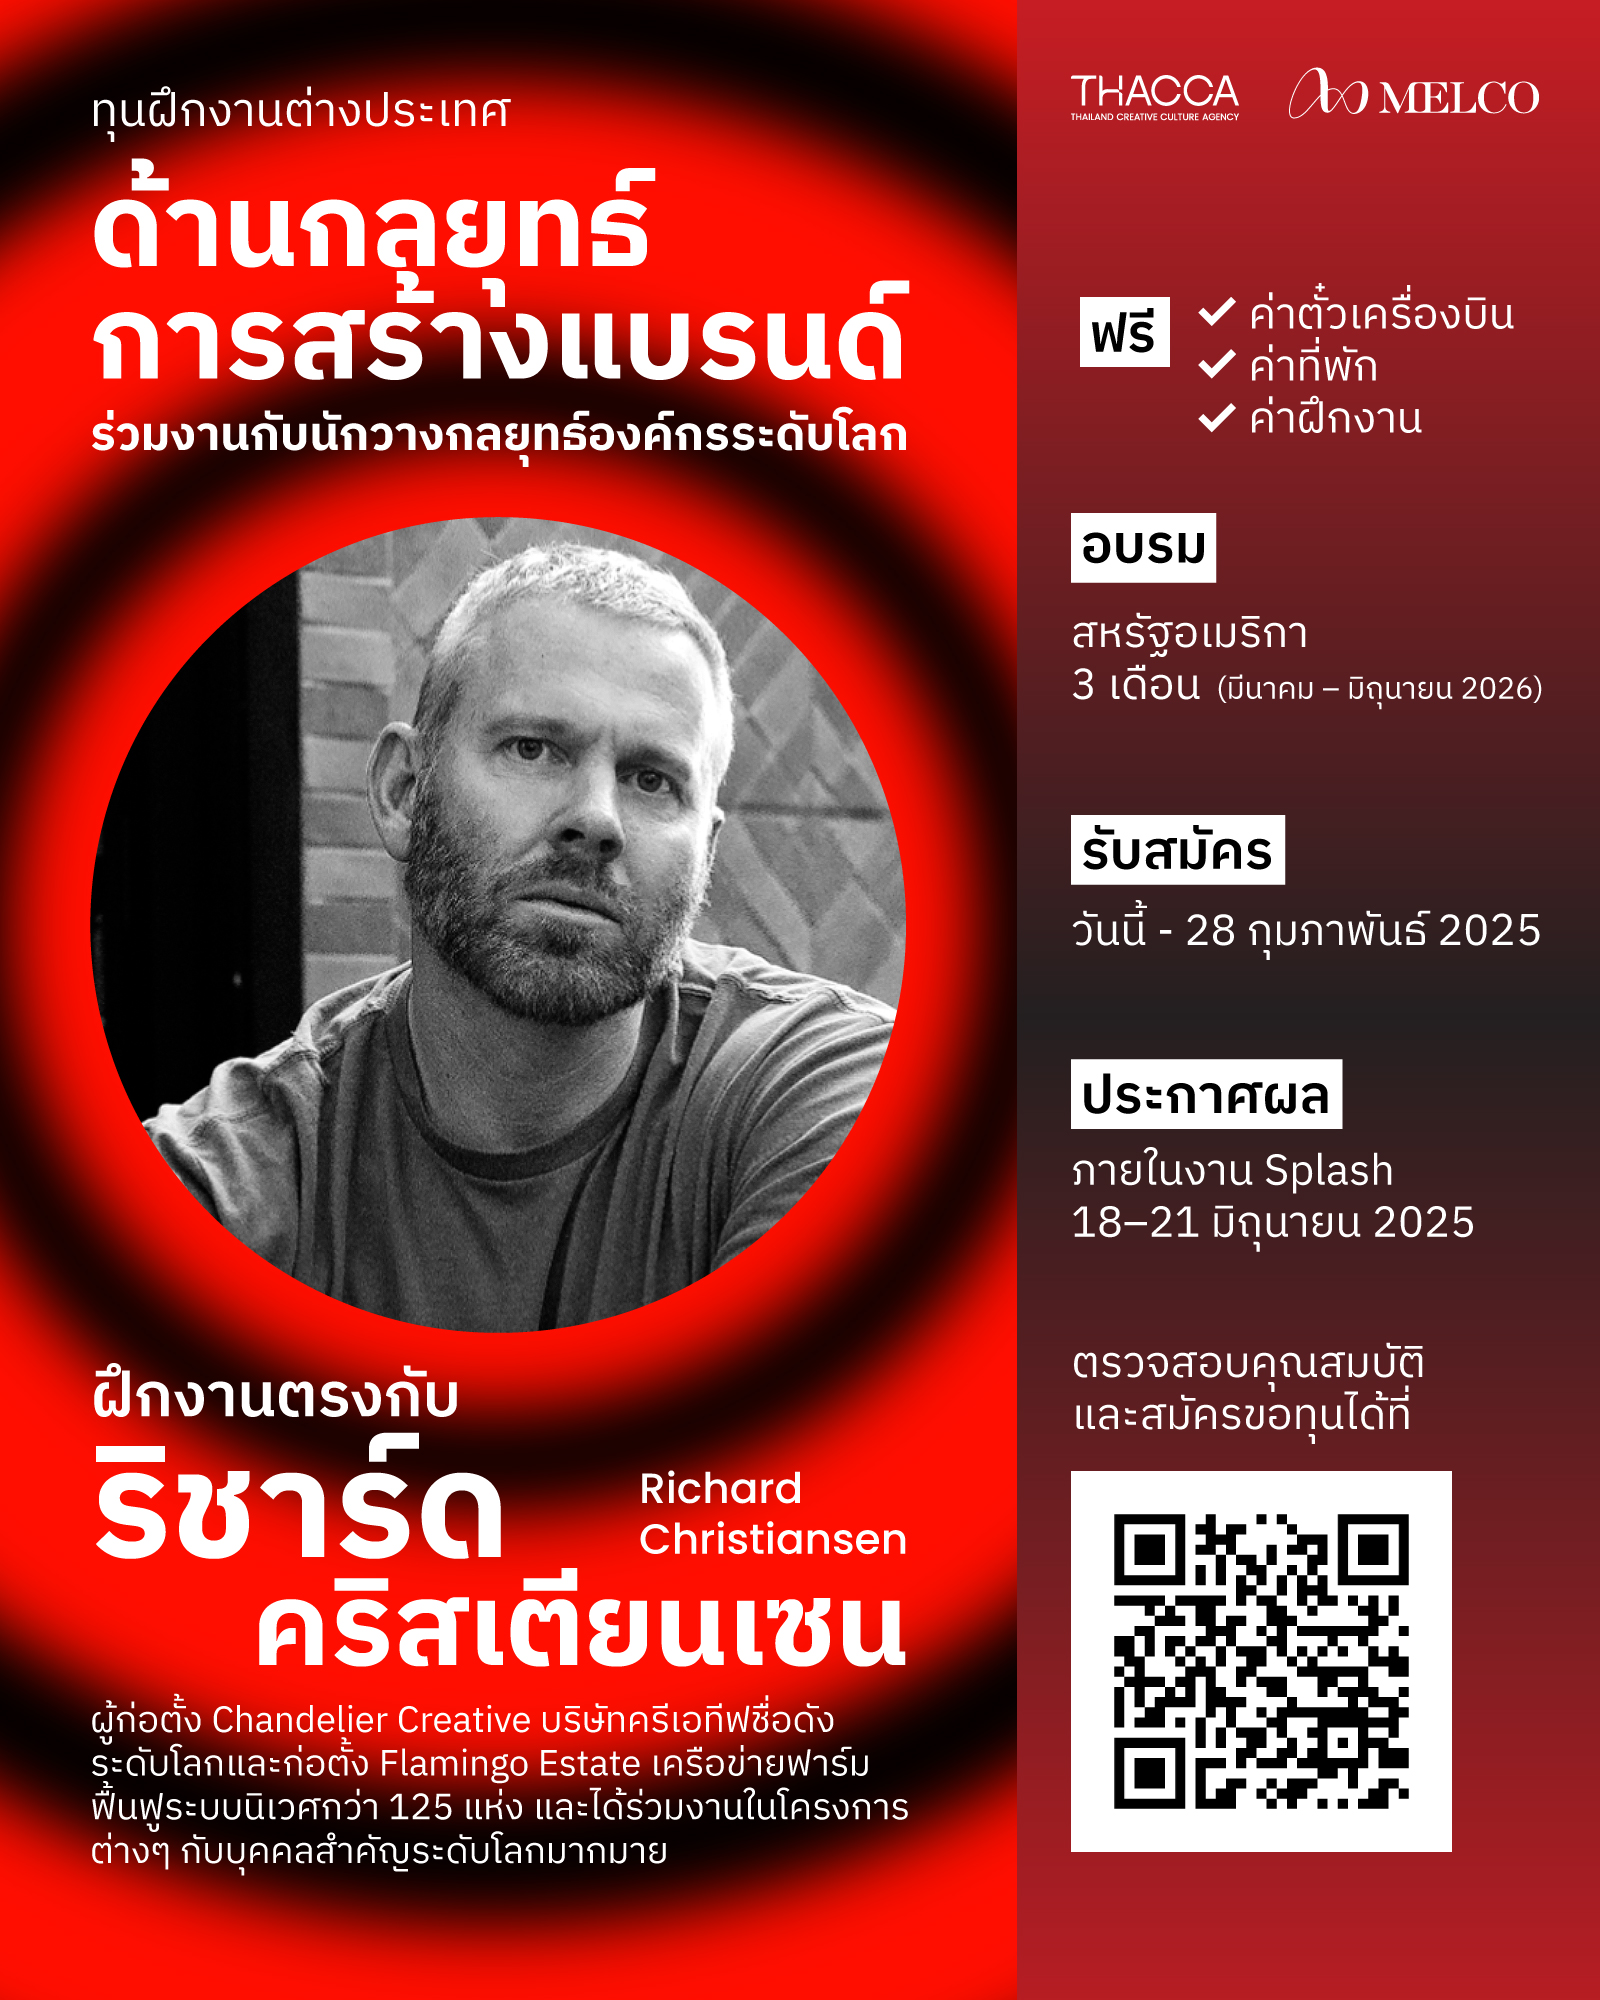 ทุนฝึกงานต่างประเทศ
ด้านกลยุทธ์
การสร้างแบรนด์
ร่วมงานกับนักวางกลยุทธ์องค์กรระดับโลก
ฝึกงานตรงกับ
ริชาร์ด
Richard
Christiansen
คริสเตียนเซน
ผู้ก่อตั้ง Chandelier Creative บริษัทครีเอทีฟชื่อดัง
ระดับโลกและก่อตั้ง Flamingo Estate เครือข่ายฟาร์ม
ฟื้นฟูระบบนิเวศกว่า 125 แห่ง และได้ร่วมงานในโครงการ
ต่างๆ กับบุคคลสำคัญระดับโลกมากมาย
THACCA
THAILAND CREATIVE CULTURE AGENCY
MELCO
ฟรี
ค่าตั๋วเครื่องบิน
ค่าที่พัก
ค่าฝึกงาน
อบรม
สหรัฐอเมริกา
3 เดือน (มีนาคม – มิถุนายน 2026)
รับสมัคร
วันนี้ - 28 กุมภาพันธ์ 2025
ประกาศผล
ภายในงาน Splash
18–21 มิถุนายน 2025
ตรวจสอบคุณสมบัติ
และสมัครขอทุนได้ที่